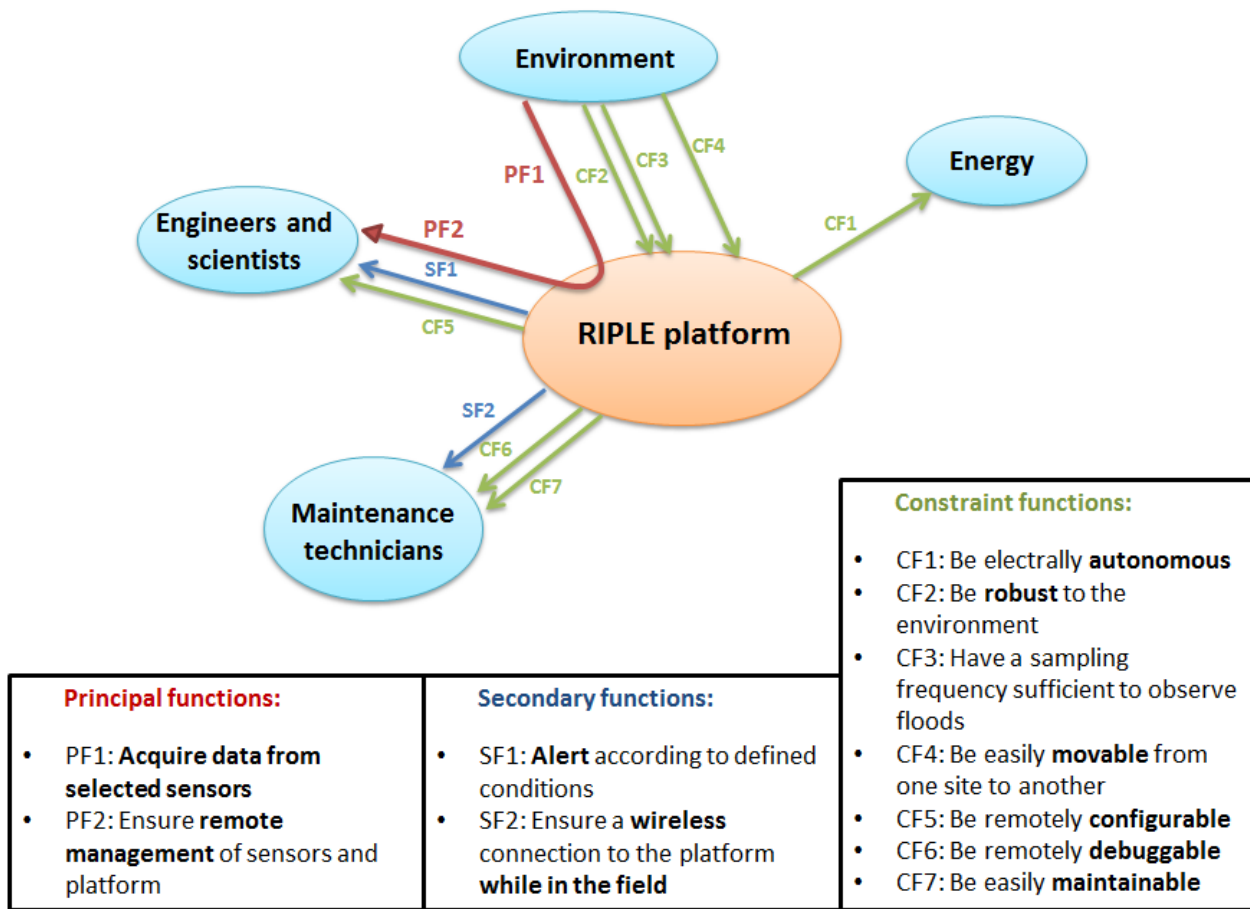 Environment
Energy
CF4
CF3
CF2
PF1
CF1
Engineers and
scientists
PF2
SF1
CF5
RIPLE platform
SF2
CF6
CF7
Maintenance
technicians
Principal functions:
• PF1: Acquire data from
selected sensors
• PF2: Ensure remote
management of sensors and
platform
Secondary functions:
• SF1: Alert according to defined
conditions
• SF2: Ensure a wireless
connection to the platform
while in the field
Constraint functions:
• CF1: Be electrally autonomous
• CF2: Be robust to the
environment
• CF3: Have a sampling
frequency sufficient to observe
floods
• CF4: Be easily movable from
one site to another
• CF5: Be remotely configurable
• CF6: Be remotely debuggable
• CF7: Be easily maintainable